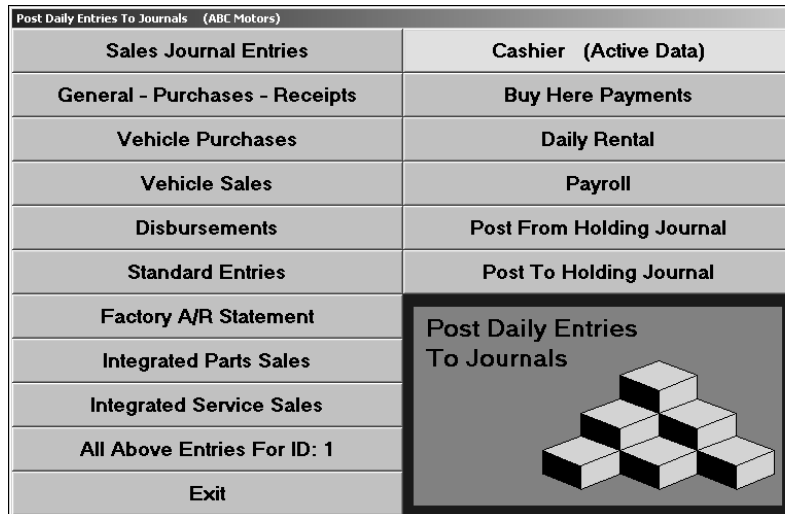 Post Daily Entries To Journals (ABC Motors)
Sales Journal Entries
General - Purchases - Receipts
Vehicle Purchases
Vehicle Sales
Disbursements
Standard Entries
Factory A/R Statement
Integrated Parts Sales
Integrated Service Sales
All Above Entries For ID: 1
Exit
Cashier (Active Data)
Buy Here Payments
Daily Rental
Payroll
Post From Holding Journal
Post To Holding Journal
Post Daily Entries
To Journals